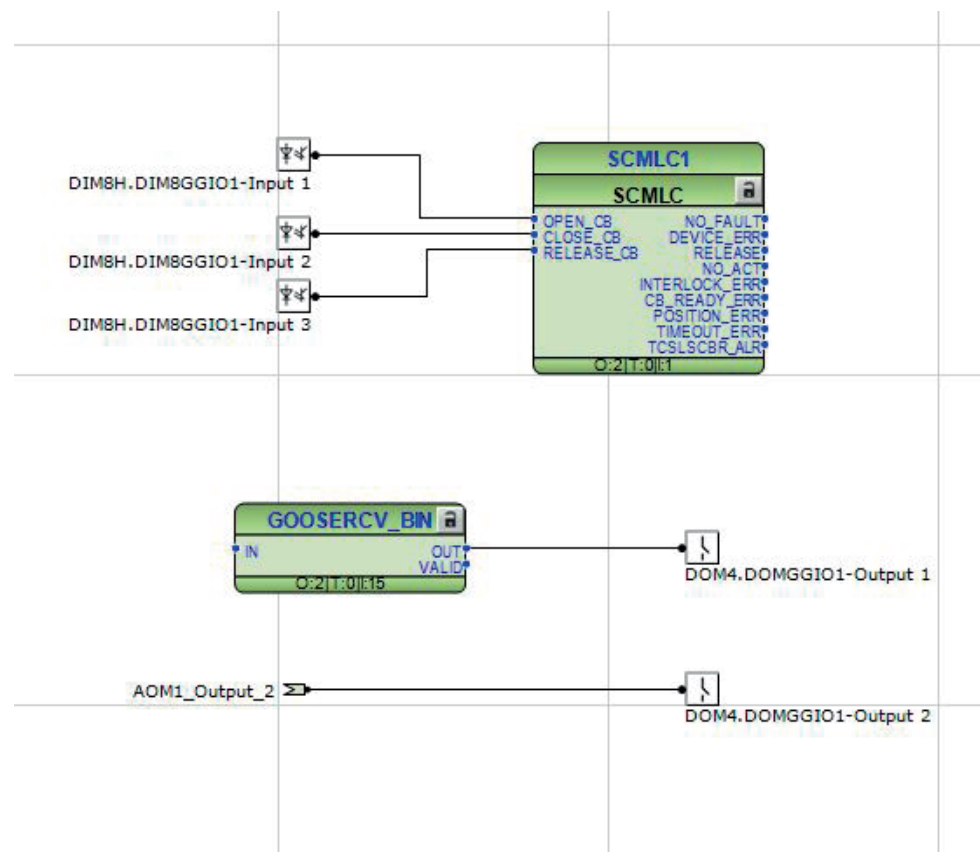 DIM8H.DIM8GGIO1-Input 1
DIM8H.DIM8GGIO1-Input 2
DIM8H.DIM8GGIO1-Input 3
SCMLC1
SCMLC
OPEN_CB
CLOSE_CB
RELEASE_CB
NO_FAULT
DEVICE_ERR
RELEASE
NO_ACT
INTERLOCK_ERR
CB_READY_ERR
POSITION_ERR
TIMEOUT_ERR
TCSLSCBR_ALR
O:2|T:0|I:1
GOOSERCV_BIN
IN
OUT
VALID
O:2|T:0|I:15
DOM4.DOMGGIO1-Output 1
AOM1_Output_2
DOM4.DOMGGIO1-Output 2